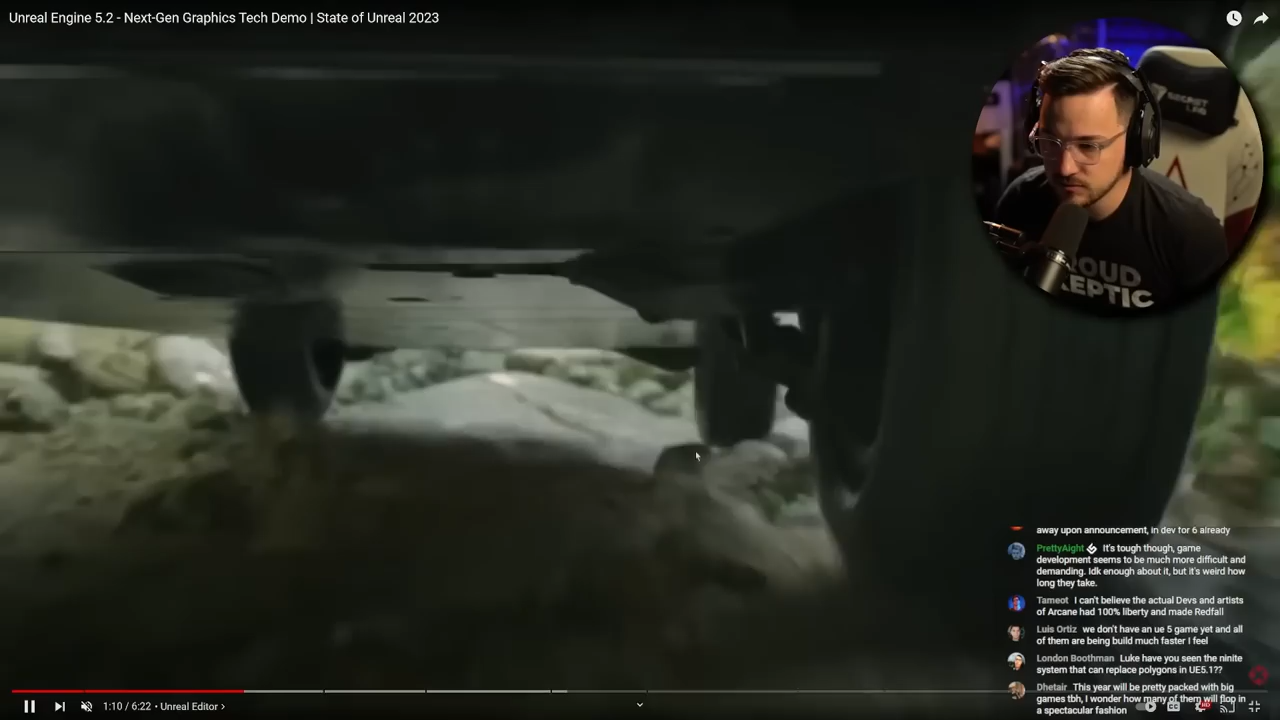 Unreal Engine 5.2 - Next-Gen Graphics Tech Demo | State of Unreal 2023
SECRET
LAB
ROUD
KEPTIC
away upon announcement, in dev for 6 already
PrettyAight It's tough though, game
development seems to be much more difficult and
demanding. Idk enough about it, but it's weird how
long they take.
Tameot I can't believe the actual Devs and artists
of Arcane had 100% liberty and made Redfall
Luis Ortiz we don't have an ue 5 game yet and all
of them are being build much faster I feel
London Boothman Luke have you seen the ninite
system that can replace polygons in UE5.1??
Dhetair This year will be pretty packed with big
games tbh, I wonder how many of them will flop in
a spectacular fashion
1:10 / 6:22 • Unreal Editor ›
CC
HD